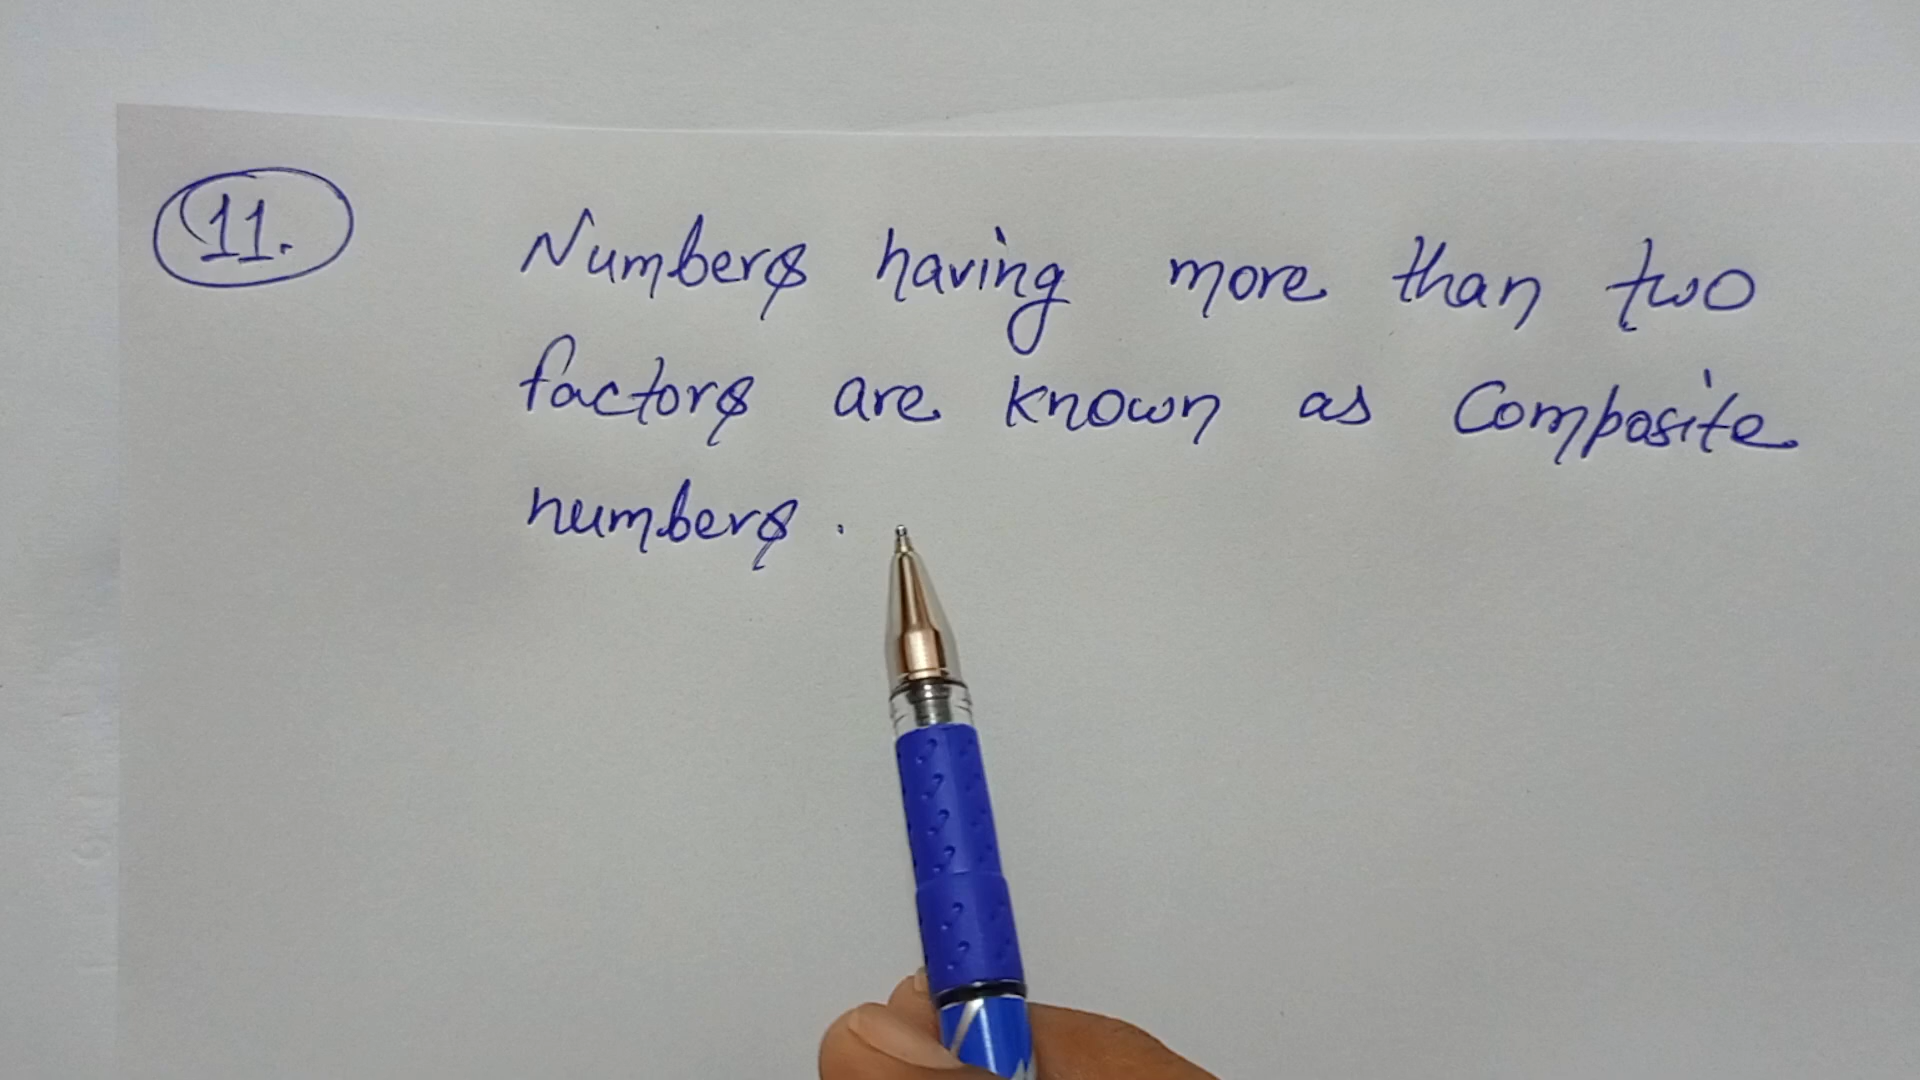 11. Numbers having more than two
factors are known as Composite
numbers.